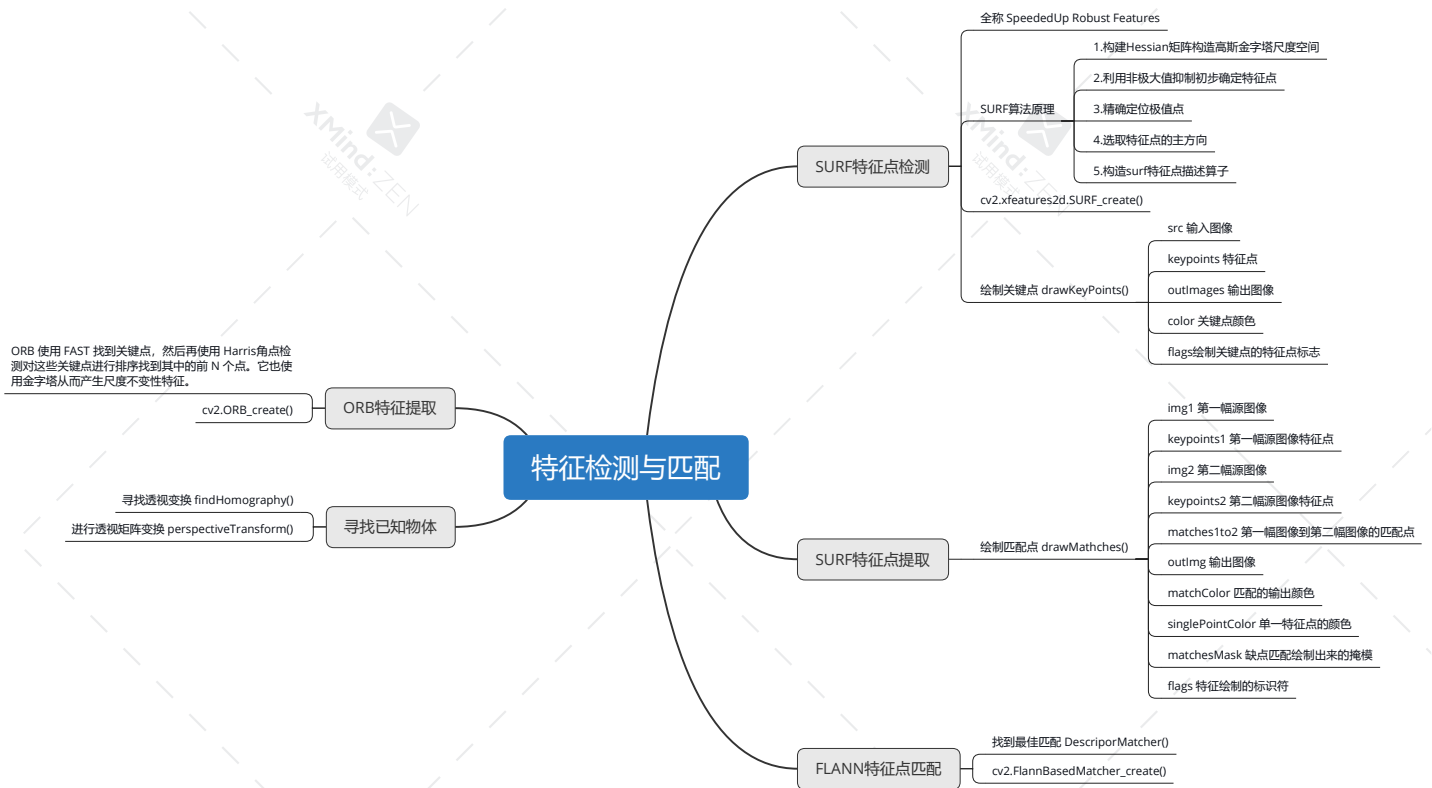 特征检测与匹配
SURF特征点检测
全称 SpeededUp Robust Features
SURF算法原理
1.构建Hessian矩阵构造高斯金字塔尺度空间
2.利用非极大值抑制初步确定特征点
3.精确定位极值点
4.选取特征点的主方向
5.构造surf特征点描述算子
cv2.xfeatures2d.SURF_create()
绘制关键点 drawKeyPoints()
src 输入图像
keypoints 特征点
outImages 输出图像
color 关键点颜色
flags绘制关键点的特征点标志
SURF特征点提取
绘制匹配点 drawMathches()
img1 第一幅源图像
keypoints1 第一幅源图像特征点
img2 第二幅源图像
keypoints2 第二幅源图像特征点
matches1to2 第一幅图像到第二幅图像的匹配点
outImg 输出图像
matchColor 匹配的输出颜色
singlePointColor 单一特征点的颜色
matchesMask 缺点匹配绘制出来的掩模
flags 特征绘制的标识符
FLANN特征点匹配
找到最佳匹配 DescriporMatcher()
cv2.FlannBasedMatcher_create()
ORB特征提取
ORB 使用 FAST 找到关键点，然后再使用 Harris角点检
测对这些关键点进行排序找到其中的前 N 个点。它也使
用金字塔从而产生尺度不变性特征。
cv2.ORB_create()
寻找已知物体
寻找透视变换 findHomography()
进行透视矩阵变换 perspectiveTransform()
XMind:ZEN
试用模式
XMind:ZEN
试用模式